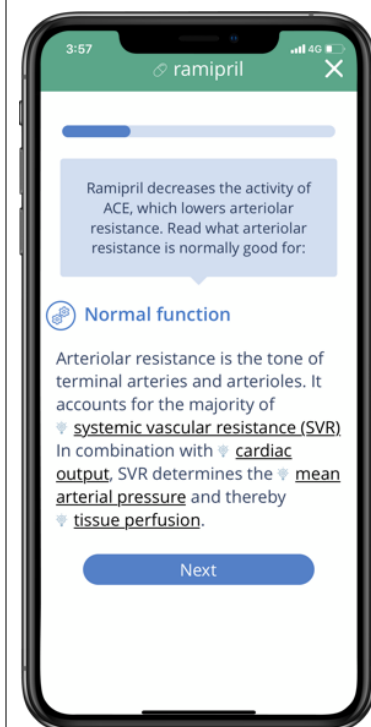 3:57
4G
ramipril
Ramipril decreases the activity of
ACE, which lowers arteriolar
resistance. Read what arteriolar
resistance is normally good for:
Normal function
Arteriolar resistance is the tone of
terminal arteries and arterioles. It
accounts for the majority of
systemic vascular resistance (SVR)
In combination with cardiac
output, SVR determines the mean
arterial pressure and thereby
tissue perfusion.
Next